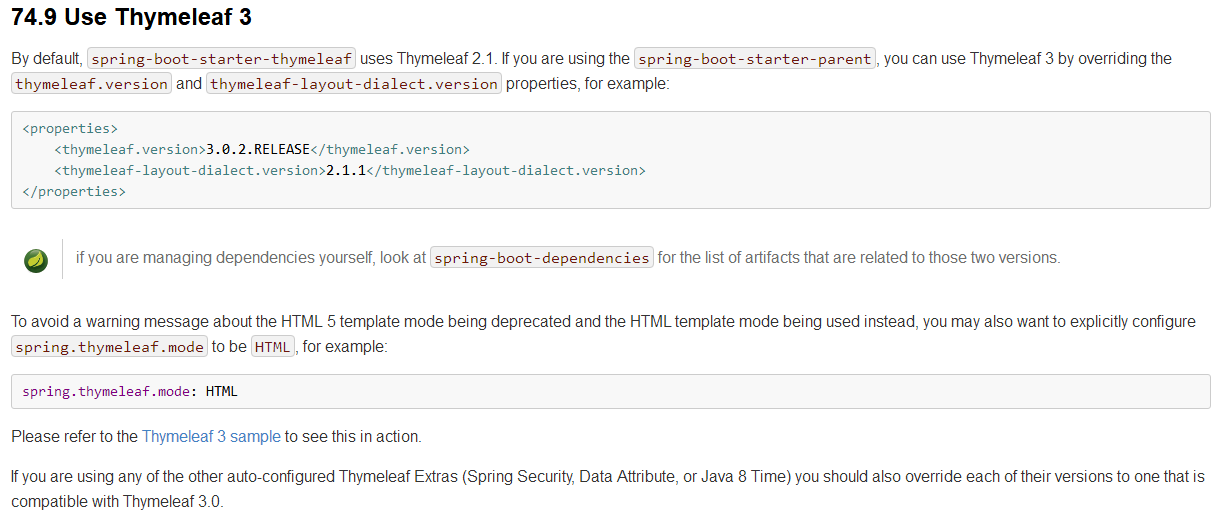 74.9 Use Thymeleaf 3
By default, spring-boot-starter-thymeleaf uses Thymeleaf 2.1. If you are using the spring-boot-starter-parent, you can use Thymeleaf 3 by overriding the
thymeleaf.version and thymeleaf-layout-dialect.version properties, for example:
<properties>
    <thymeleaf.version>3.0.2.RELEASE</thymeleaf.version>
    <thymeleaf-layout-dialect.version>2.1.1</thymeleaf-layout-dialect.version>
</properties>
if you are managing dependencies yourself, look at spring-boot-dependencies for the list of artifacts that are related to those two versions.
To avoid a warning message about the HTML 5 template mode being deprecated and the HTML template mode being used instead, you may also want to explicitly configure
spring.thymeleaf.mode to be HTML, for example:
spring.thymeleaf.mode: HTML
Please refer to the Thymeleaf 3 sample to see this in action.
If you are using any of the other auto-configured Thymeleaf Extras (Spring Security, Data Attribute, or Java 8 Time) you should also override each of their versions to one that is
compatible with Thymeleaf 3.0.